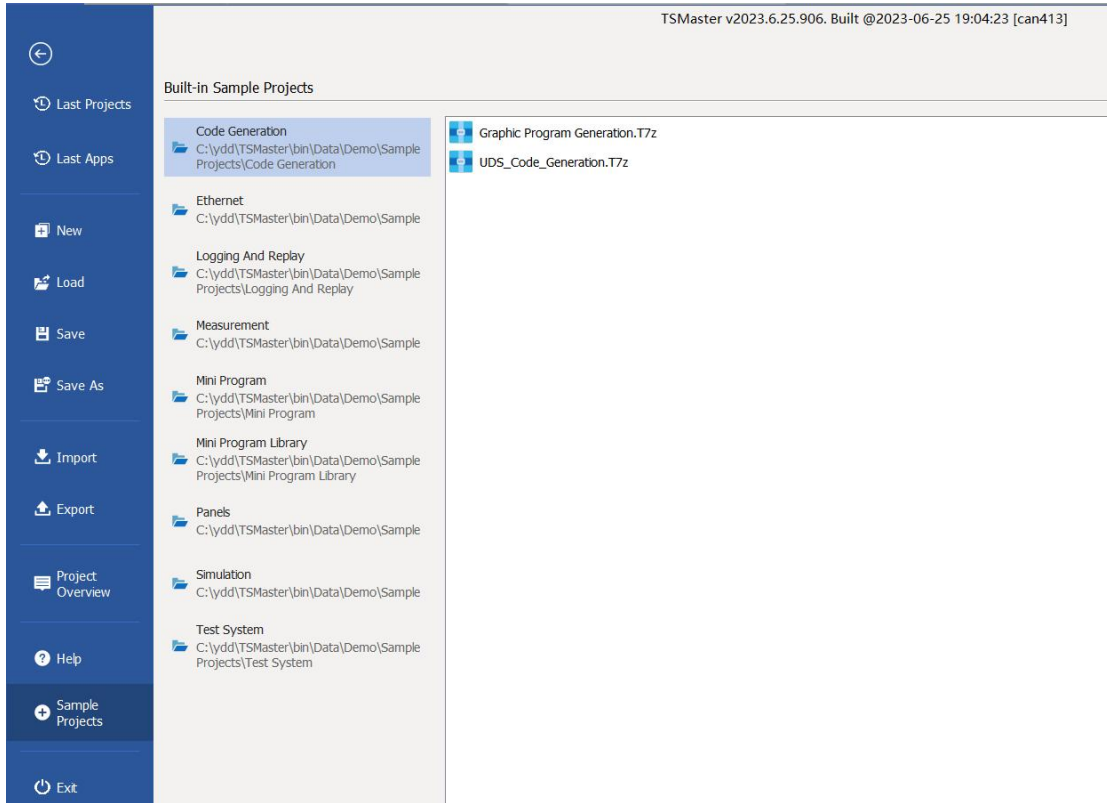 TSMaster v2023.6.25.906. Built @2023-06-25 19:04:23 [can413]
Last Projects
Last Apps
New
Load
Save
Save As
Import
Export
Project
Overview
Help
Sample
Projects
Exit
Built-in Sample Projects
Code Generation
C:\ydd\TSMaster\bin\Data\Demo\Sample
Projects\Code Generation
Ethernet
C:\ydd\TSMaster\bin\Data\Demo\Sample
Logging And Replay
C:\ydd\TSMaster\bin\Data\Demo\Sample
Projects\Logging And Replay
Measurement
C:\ydd\TSMaster\bin\Data\Demo\Sample
Mini Program
C:\ydd\TSMaster\bin\Data\Demo\Sample
Projects\Mini Program
Mini Program Library
C:\ydd\TSMaster\bin\Data\Demo\Sample
Projects\Mini Program Library
Panels
C:\ydd\TSMaster\bin\Data\Demo\Sample
Simulation
C:\ydd\TSMaster\bin\Data\Demo\Sample
Test System
C:\ydd\TSMaster\bin\Data\Demo\Sample
Projects\Test System
Graphic Program Generation.T7z
UDS_Code_Generation.T7z